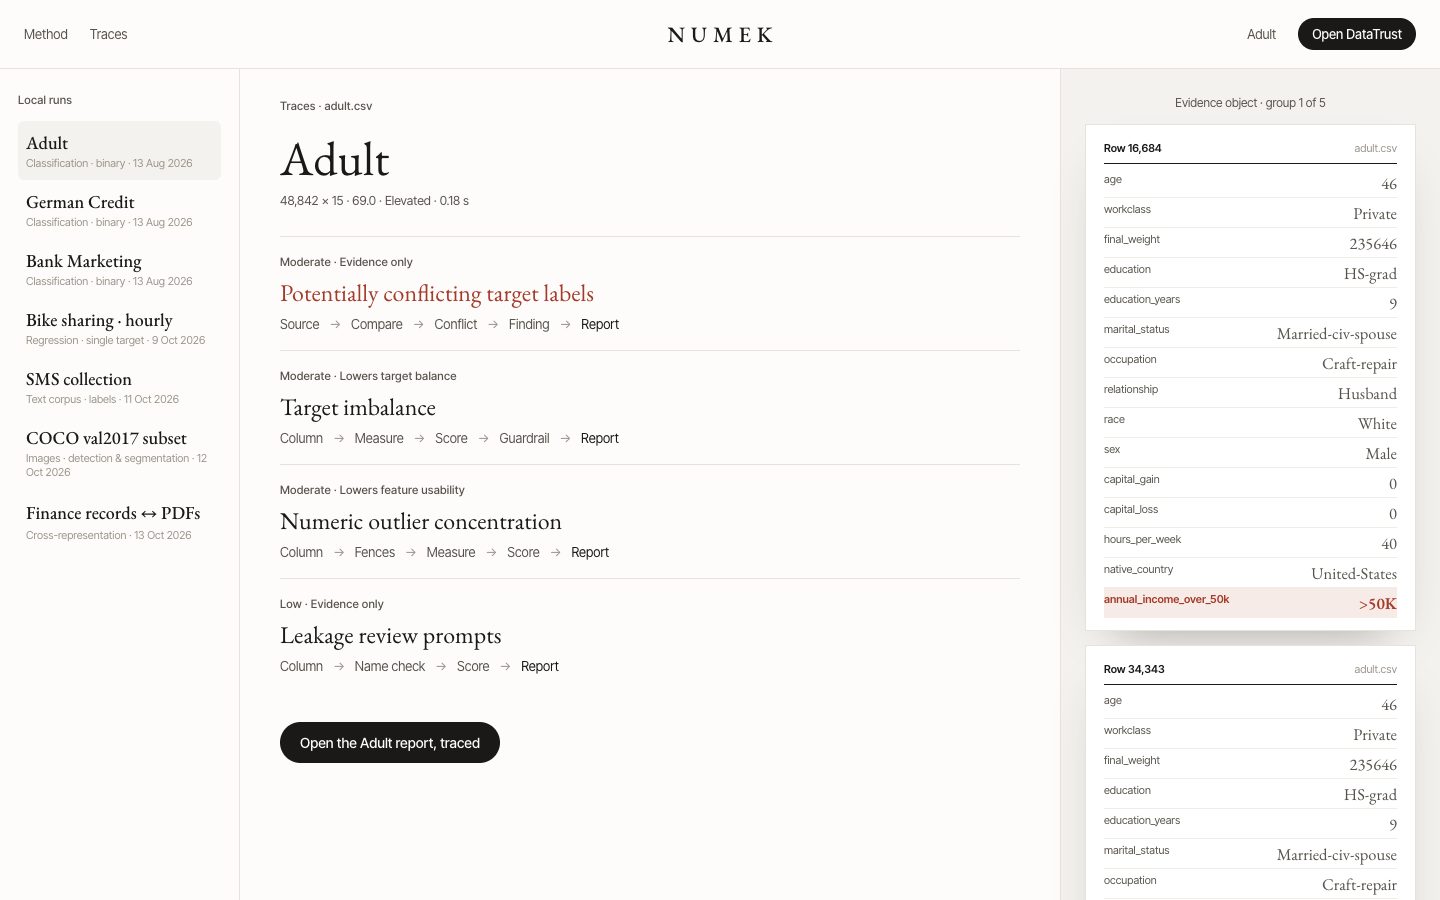 Method
Traces
NUMEK
Adult
Open DataTrust
Local runs
Adult
Classification · binary · 13 Aug 2026
German Credit
Classification · binary · 13 Aug 2026
Bank Marketing
Classification · binary · 13 Aug 2026
Bike sharing · hourly
Regression · single target · 9 Oct 2026
SMS collection
Text corpus · labels · 11 Oct 2026
COCO val2017 subset
Images · detection & segmentation · 12
Oct 2026
Finance records ↔ PDFs
Cross-representation · 13 Oct 2026
Traces · adult.csv
Adult
48,842 × 15 · 69.0 · Elevated · 0.18 s
Moderate · Evidence only
Potentially conflicting target labels
Source → Compare → Conflict → Finding → Report
Moderate · Lowers target balance
Target imbalance
Column → Measure → Score → Guardrail → Report
Moderate · Lowers feature usability
Numeric outlier concentration
Column → Fences → Measure → Score → Report
Low · Evidence only
Leakage review prompts
Column → Name check → Score → Report
Open the Adult report, traced
Evidence object · group 1 of 5
Row 16,684 adult.csv
age 46
workclass Private
final_weight 235646
education HS-grad
education_years 9
marital_status Married-civ-spouse
occupation Craft-repair
relationship Husband
race White
sex Male
capital_gain 0
capital_loss 0
hours_per_week 40
native_country United-States
annual_income_over_50k >50K
Row 34,343 adult.csv
age 46
workclass Private
final_weight 235646
education HS-grad
education_years 9
marital_status Married-civ-spouse
occupation Craft-repair